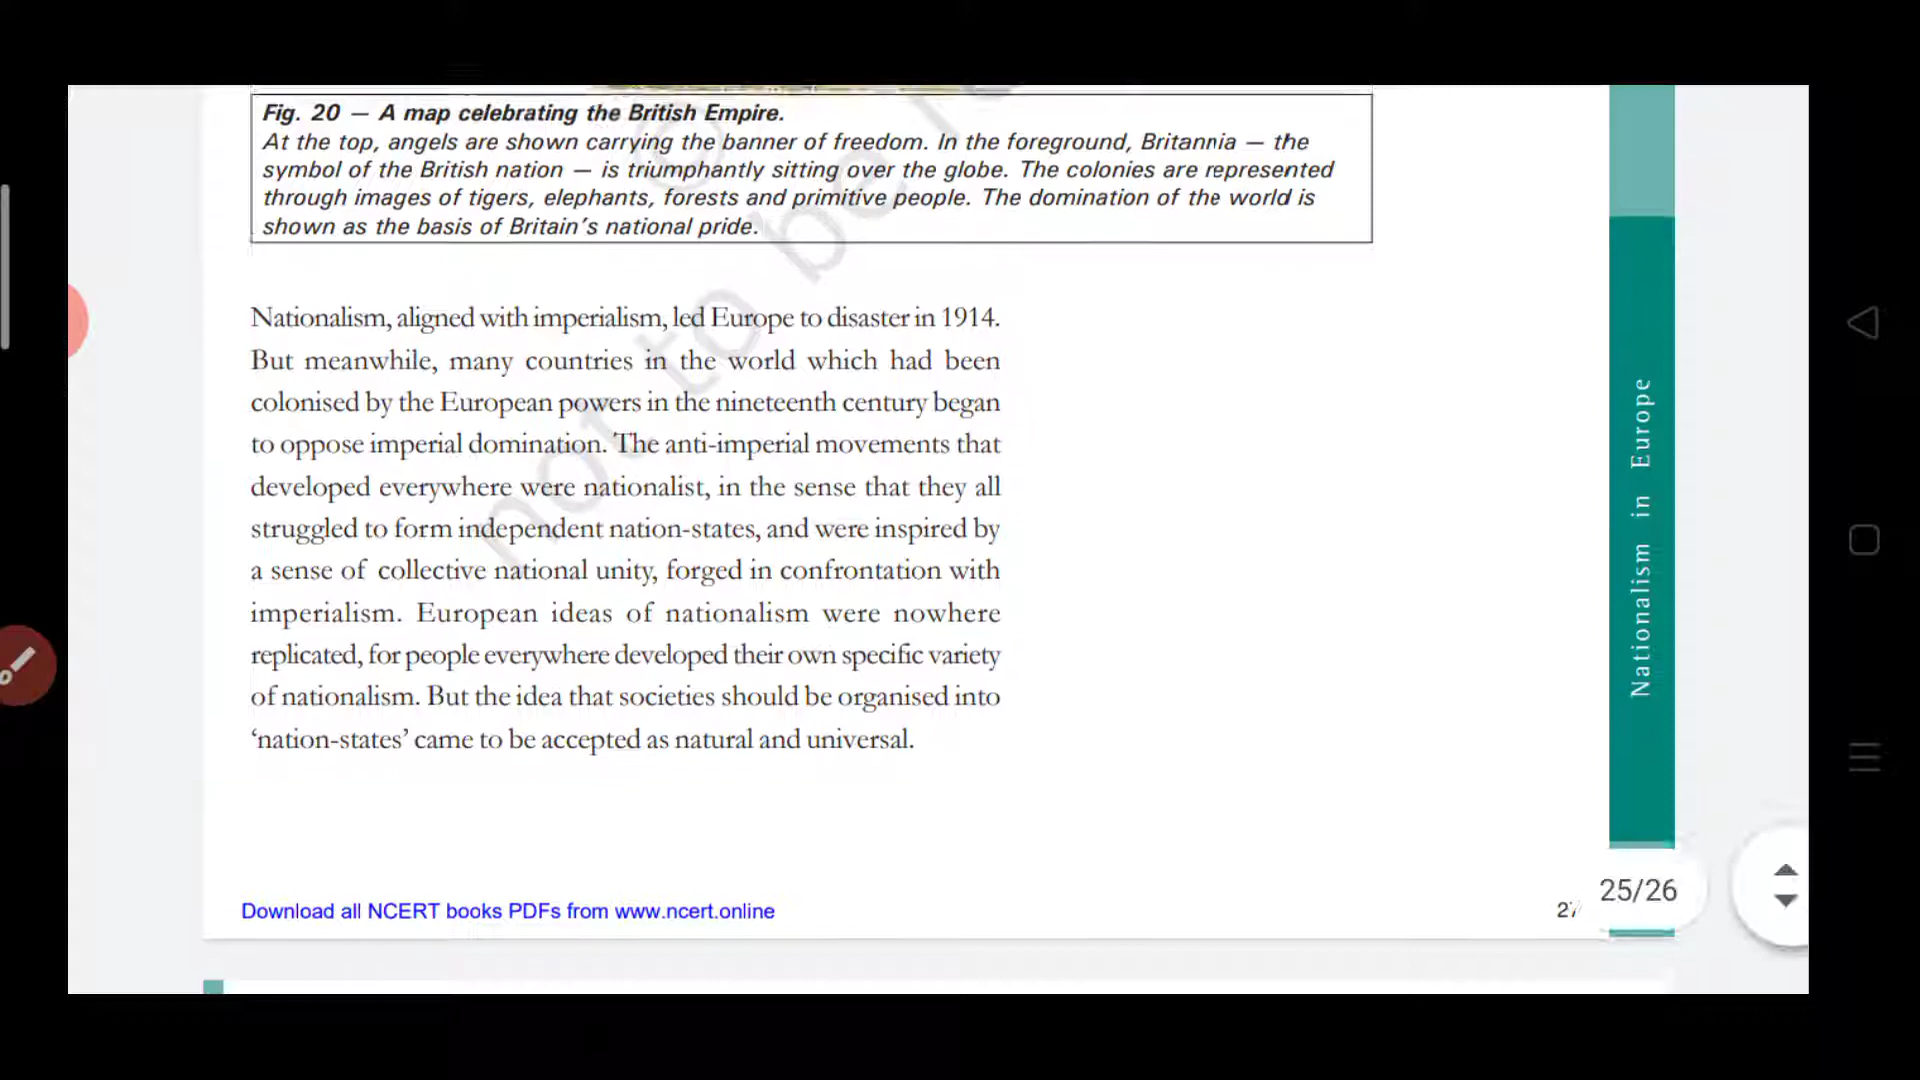 Fig. 20 — A map celebrating the British Empire.
At the top, angels are shown carrying the banner of freedom. In the foreground, Britannia — the
symbol of the British nation — is triumphantly sitting over the globe. The colonies are represented
through images of tigers, elephants, forests and primitive people. The domination of the world is
shown as the basis of Britain's national pride.
Nationalism, aligned with imperialism, led Europe to disaster in 1914.
But meanwhile, many countries in the world which had been
colonised by the European powers in the nineteenth century began
to oppose imperial domination. The anti-imperial movements that
developed everywhere were nationalist, in the sense that they all
struggled to form independent nation-states, and were inspired by
a sense of collective national unity, forged in confrontation with
imperialism. European ideas of nationalism were nowhere
replicated, for people everywhere developed their own specific variety
of nationalism. But the idea that societies should be organised into
‘nation-states’ came to be accepted as natural and universal.
not to be
©
Nationalism in Europe
Download all NCERT books PDFs from www.ncert.online
27
25/26